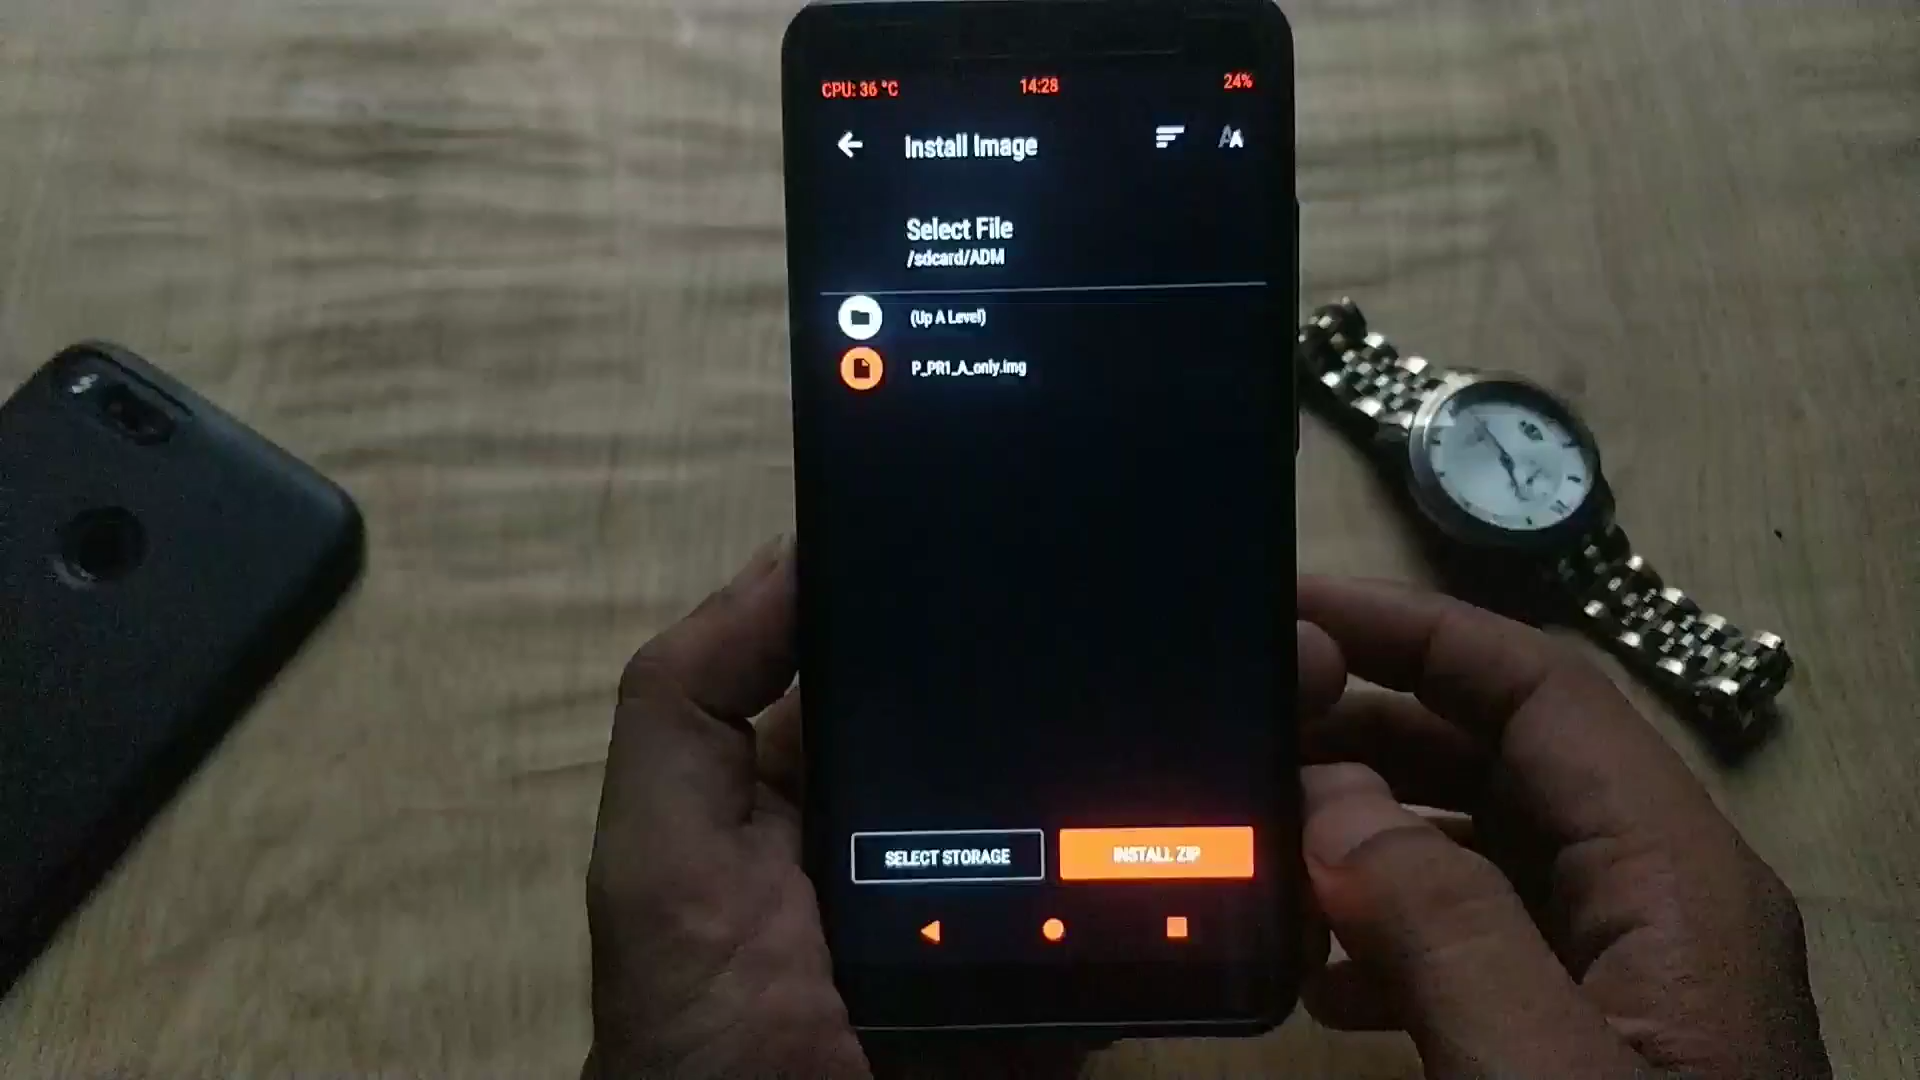 CPU: 36 °C 14:28 24%
Install Image
Select File
/sdcard/ADM
(Up A Level)
P_PR1_A_only.img
SELECT STORAGE
INSTALL ZIP